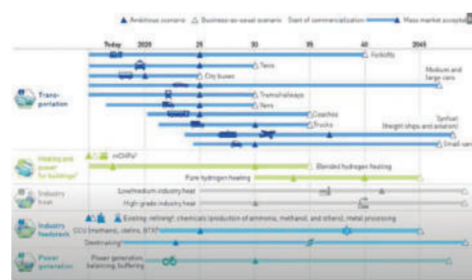 Ambitious scenario Business-as-usual scenario Start of commercialization Mass market acceptability
Today 2020 25 30 35 40 2045
Forklifts
Medium and large cars
Taxis
City buses
Trams/railways
Vans
Coaches
Trucks
Synfuel (freight ships and aviation)
Small cars
Transportation
Heating and power for buildings
mCHPs
Blended hydrogen heating
Pure hydrogen heating
Industry heat
Low/medium industry heat
High grade industry heat
Industry feedstock
Existing: refining, chemicals (production of ammonia, methanol, and others), metal processing
CCU (methanol, olefins, BTX)
Decarbonizing
Power generation
Power generation, balancing, buffering